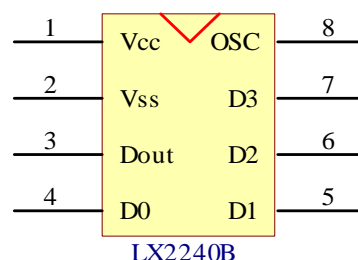 1 Vcc OSC 8
2 Vss D3 7
3 Dout D2 6
4 D0 D1 5
LX2240B